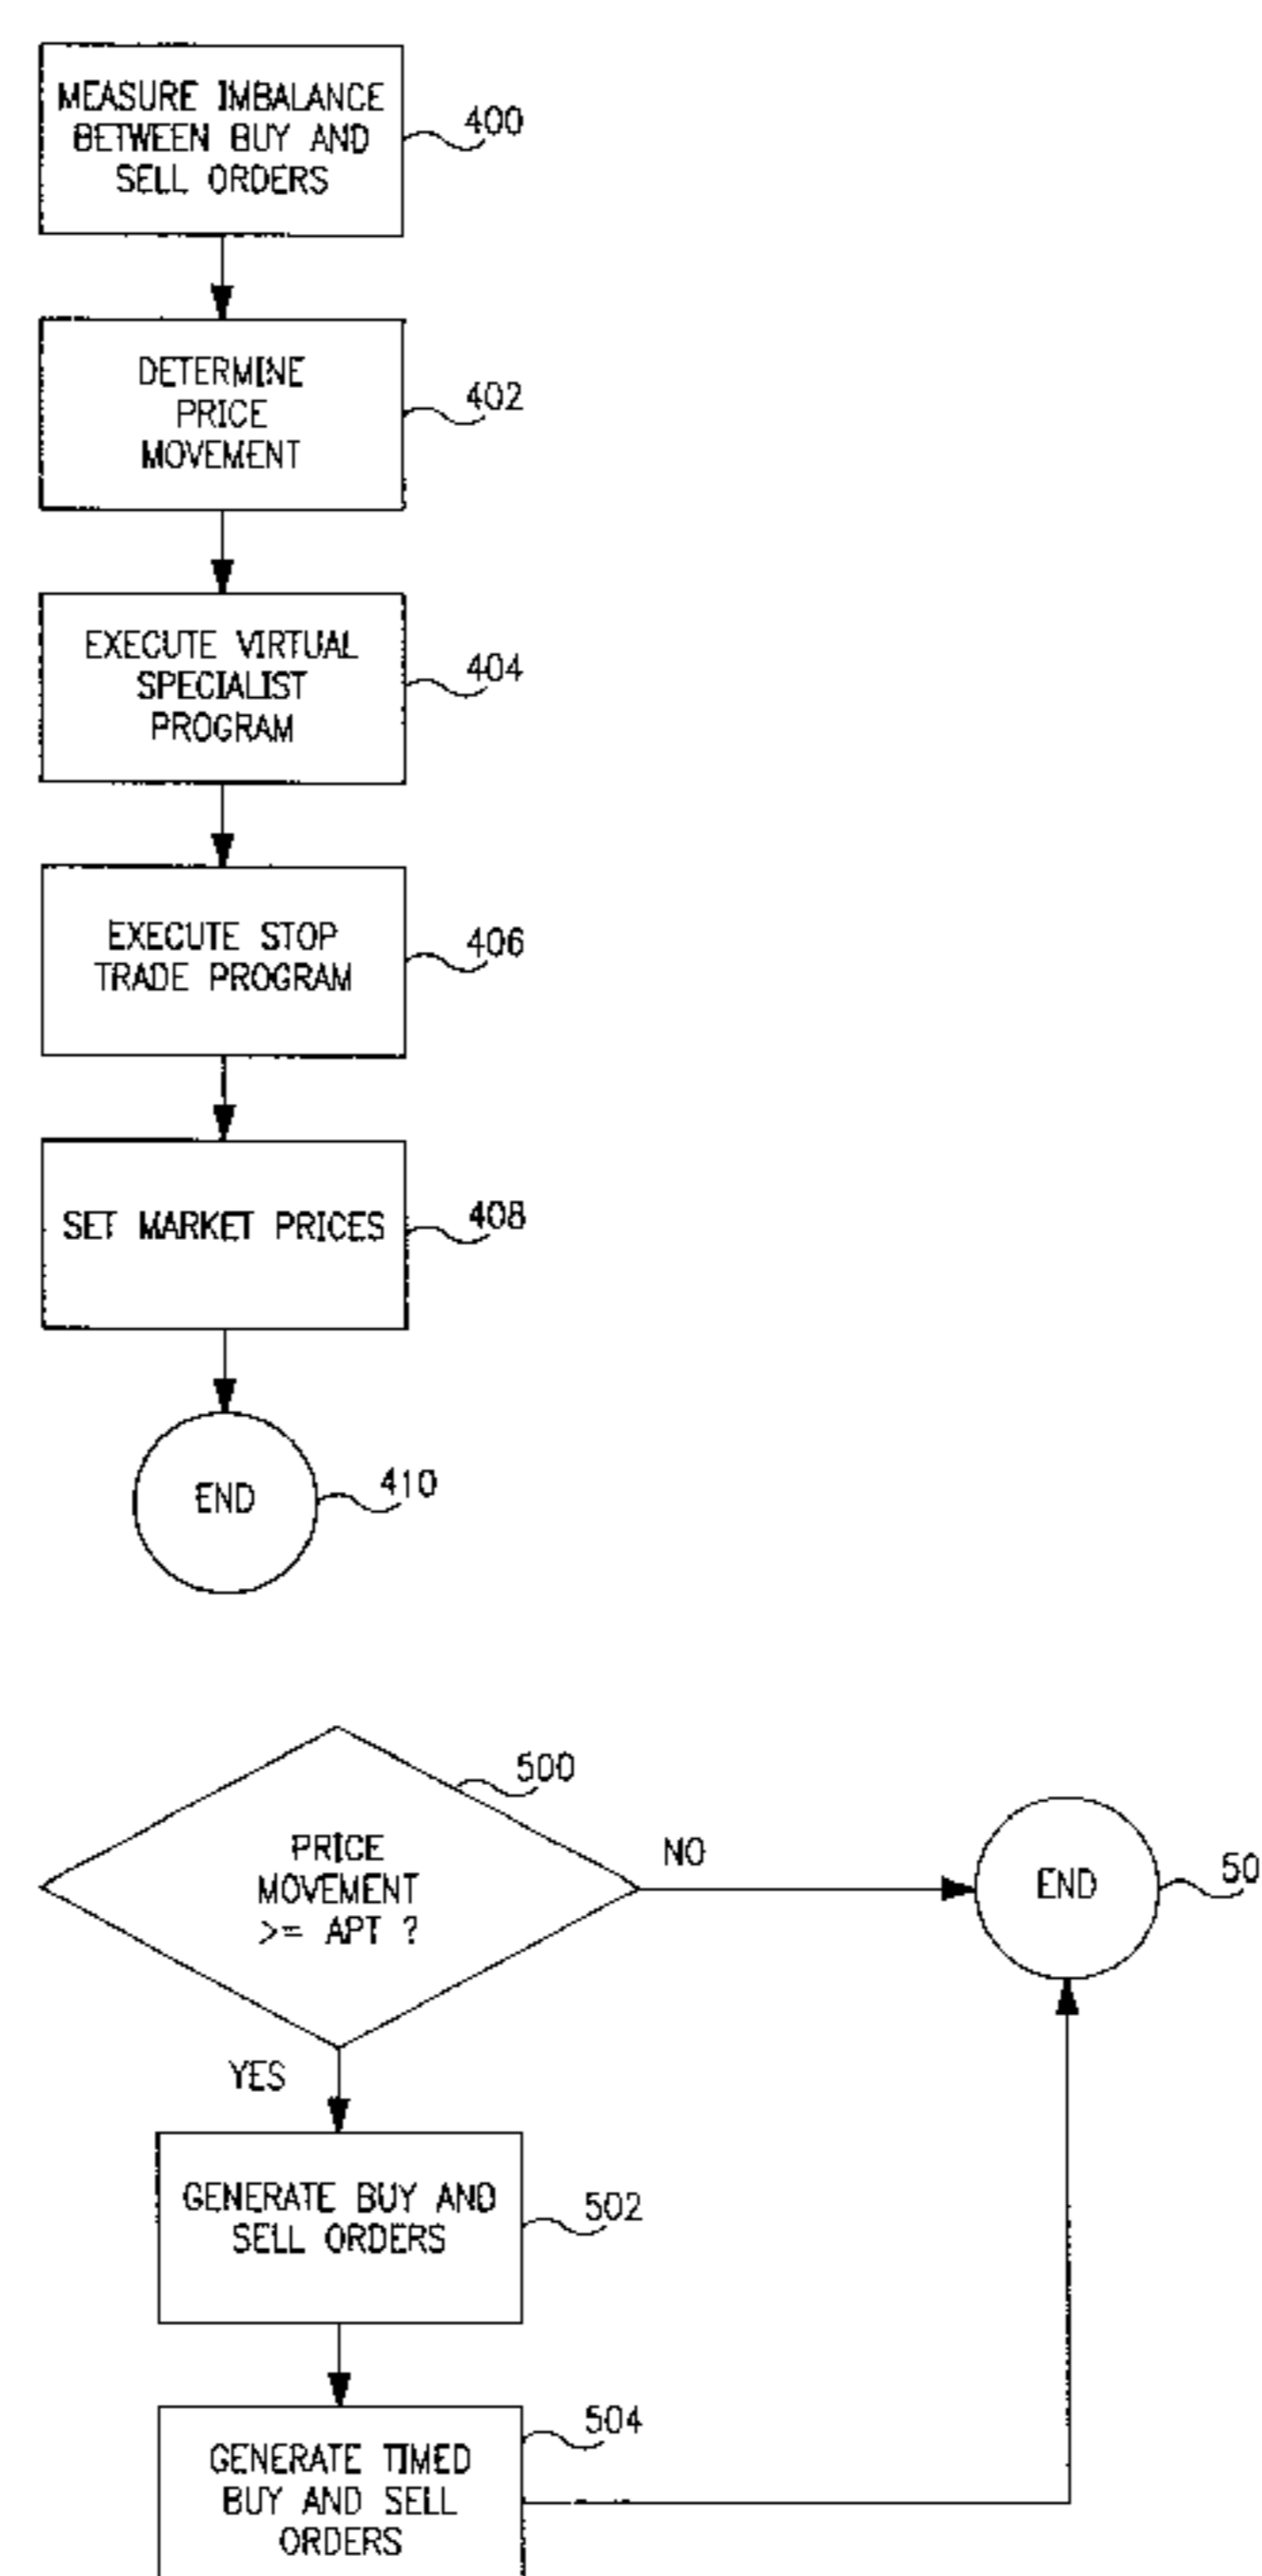 MEASURE IMBALANCE
BETWEEN BUY AND
SELL ORDERS
400
DETERMINE
PRICE
MOVEMENT
402
EXECUTE VIRTUAL
SPECIALIST
PROGRAM
404
EXECUTE STOP
TRADE PROGRAM
406
SET MARKET PRICES
408
END
410
500
PRICE
MOVEMENT
>= APT ?
NO
END
50
YES
GENERATE BUY AND
SELL ORDERS
502
504
GENERATE TIMED
BUY AND SELL
ORDERS